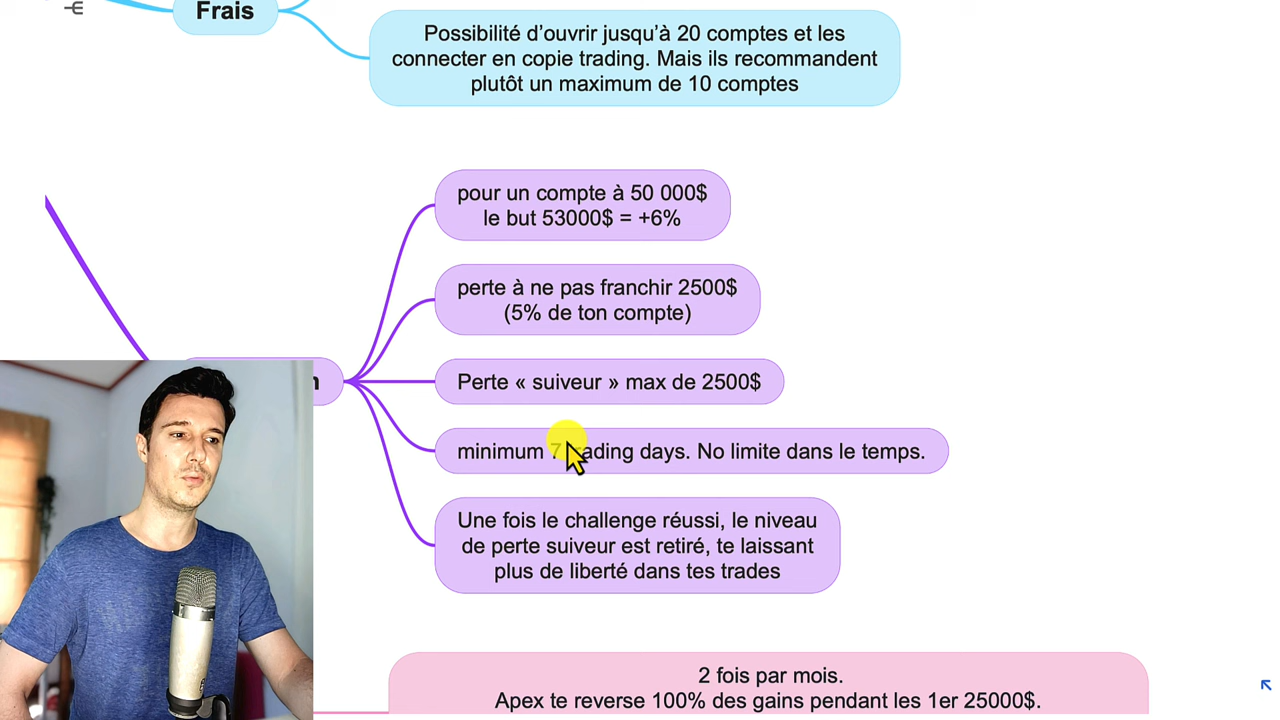 Frais
Possibilité d’ouvrir jusqu’à 20 comptes et les
connecter en copie trading. Mais ils recommandent
plutôt un maximum de 10 comptes
pour un compte à 50 000$
le but 53000$ = +6%
perte à ne pas franchir 2500$
(5% de ton compte)
Perte « suiveur » max de 2500$
minimum 7 trading days. No limite dans le temps.
Une fois le challenge réussi, le niveau
de perte suiveur est retiré, te laissant
plus de liberté dans tes trades
2 fois par mois.
Apex te reverse 100% des gains pendant les 1er 25000$.